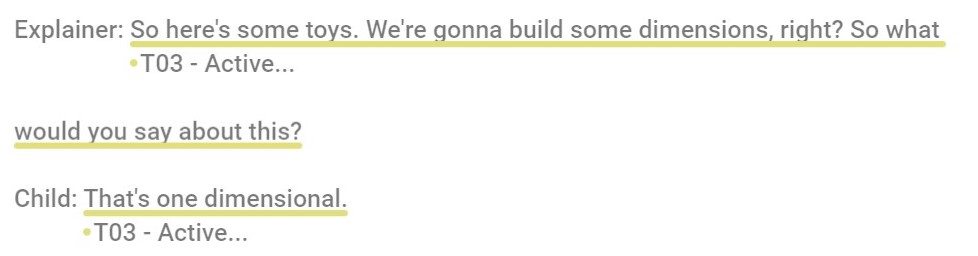 Explainer: So here's some toys. We're gonna build some dimensions, right? So what
T03 - Active...
would you say about this?
Child: That's one dimensional.
T03 - Active...